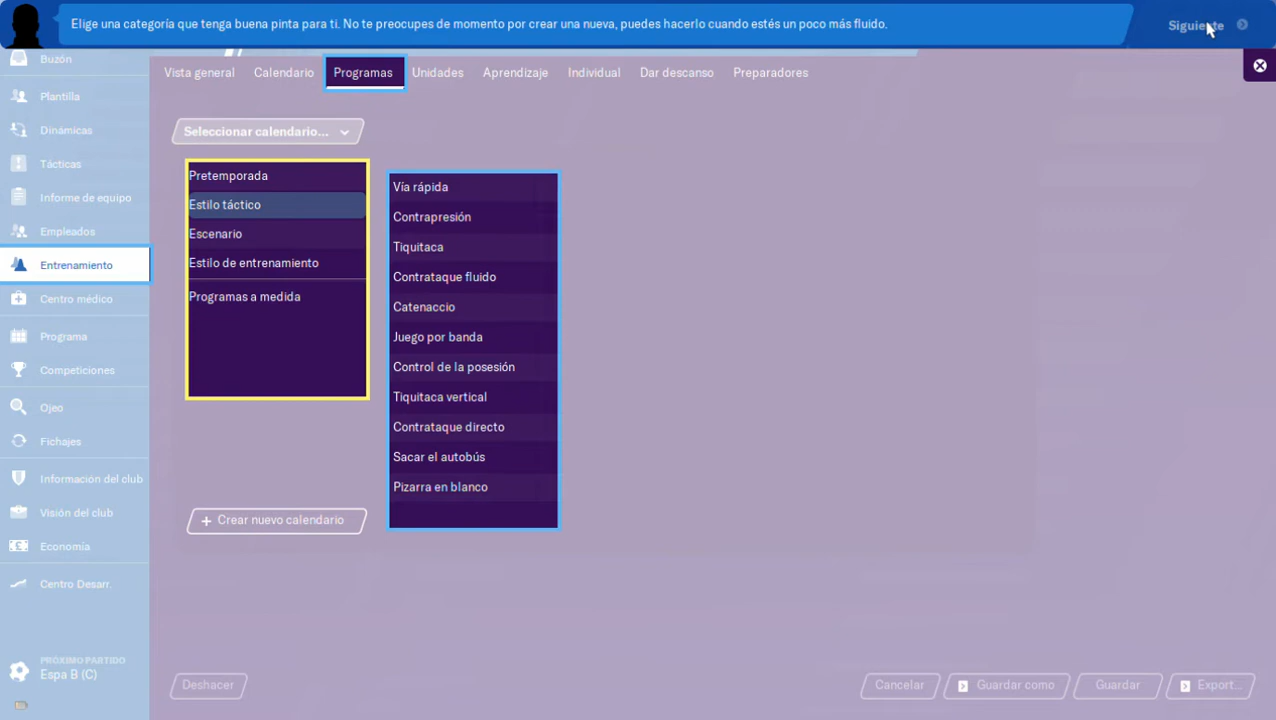 Elige una categoría que tenga buena pinta para ti. No te preocupes de momento por crear una nueva, puedes hacerlo cuando estés un poco más fluido.
Siguiente
Buzón
Plantilla
Dinámicas
Tácticas
Informe de equipo
Empleados
Entrenamiento
Centro médico
Programa
Competiciones
Ojeo
Fichajes
Información del club
Visión del club
Economía
Centro Desarr.
PRÓXIMO PARTIDO
Espa B (C)
Vista general
Calendario
Programas
Unidades
Aprendizaje
Individual
Dar descanso
Preparadores
Seleccionar calendario...
Pretemporada
Estilo táctico
Escenario
Estilo de entrenamiento
Programas a medida
Crear nuevo calendario
Vía rápida
Contrapresión
Tiquitaca
Contrataque fluido
Catenaccio
Juego por banda
Control de la posesión
Tiquitaca vertical
Contrataque directo
Sacar el autobús
Pizarra en blanco
Deshacer
Cancelar
Guardar como
Guardar
Export...